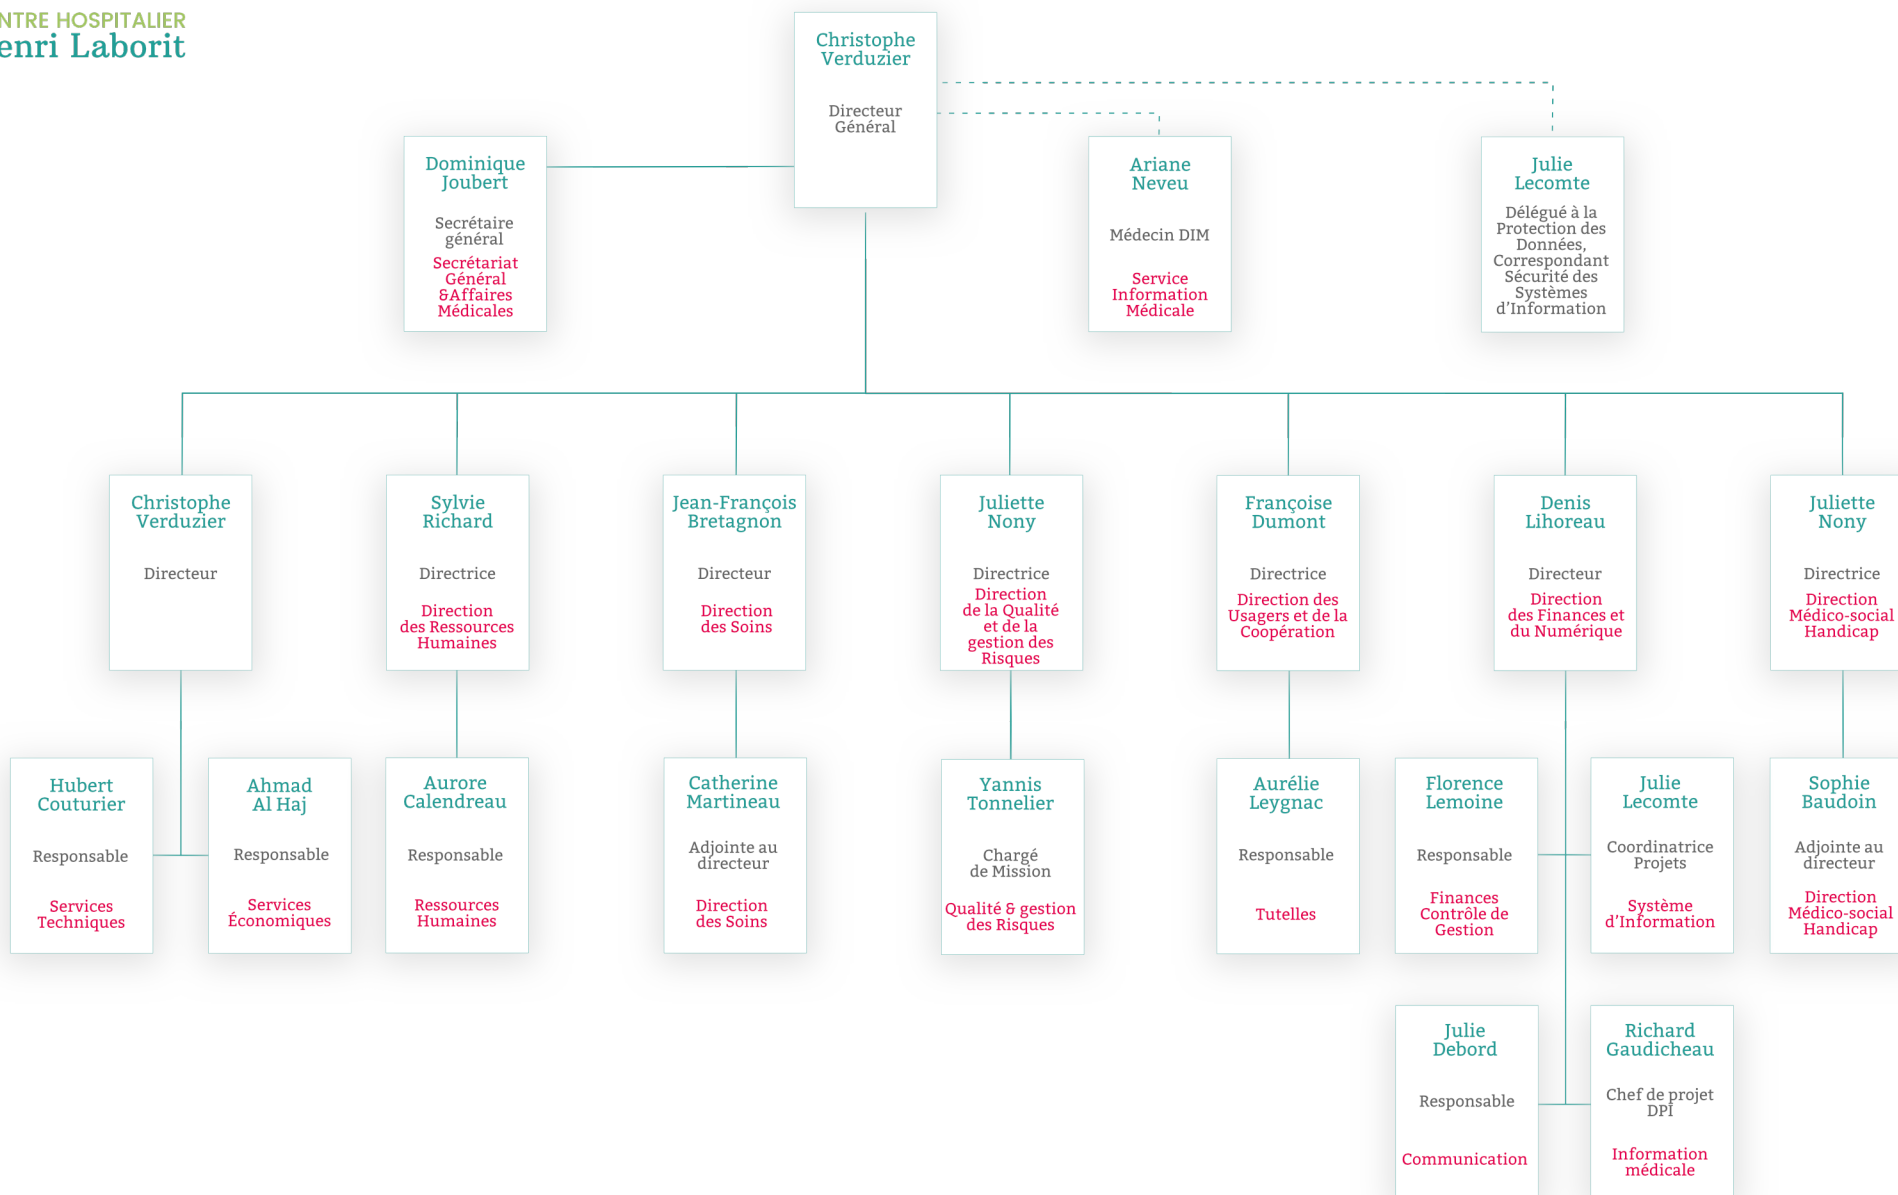 NTRE HOSPITALIER
enri Laborit
Christophe
Verduzier
Directeur
Général
Dominique
Joubert
Secrétaire
général
Secrétariat
Général
&Affaires
Médicales
Ariane
Neveu
Médecin DIM
Service
Information
Médicale
Julie
Lecomte
Délégué à la
Protection des
Données,
Correspondant
Sécurité des
Systèmes
d’Information
Christophe
Verduzier
Directeur
Sylvie
Richard
Directrice
Direction
des Ressources
Humaines
Jean-François
Bretagnon
Directeur
Direction
des Soins
Juliette
Nony
Directrice
Direction
de la Qualité
et de la
gestion des
Risques
Françoise
Dumont
Directrice
Direction des
Usagers et de la
Coopération
Denis
Lihoreau
Directeur
Direction
des Finances et
du Numérique
Juliette
Nony
Directrice
Direction
Médico-social
Handicap
Hubert
Couturier
Responsable
Services
Techniques
Ahmad
Al Haj
Responsable
Services
Économiques
Aurore
Calendreau
Responsable
Ressources
Humaines
Catherine
Martineau
Adjointe au
directeur
Direction
des Soins
Yannis
Tonnelier
Chargé
de Mission
Qualité & gestion
des Risques
Aurélie
Leygnac
Responsable
Tutelles
Florence
Lemoine
Responsable
Finances
Contrôle de
Gestion
Julie
Lecomte
Coordinatrice
Projets
Système
d’Information
Sophie
Baudoin
Adjointe au
directeur
Direction
Médico-social
Handicap
Julie
Debord
Responsable
Communication
Richard
Gaudicheau
Chef de projet
DPI
Information
médicale